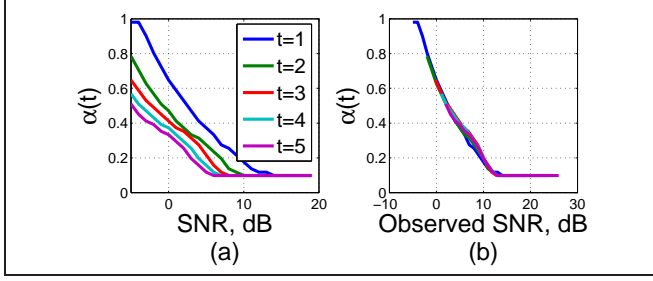 1
0.8
0.6
0.4
0.2
0
α(t)
0
20
SNR, dB
(a)
t=1
t=2
t=3
t=4
t=5
1
0.8
0.6
0.4
0.2
0
α(t)
−10
0
10
20
30
Observed SNR, dB
(b)